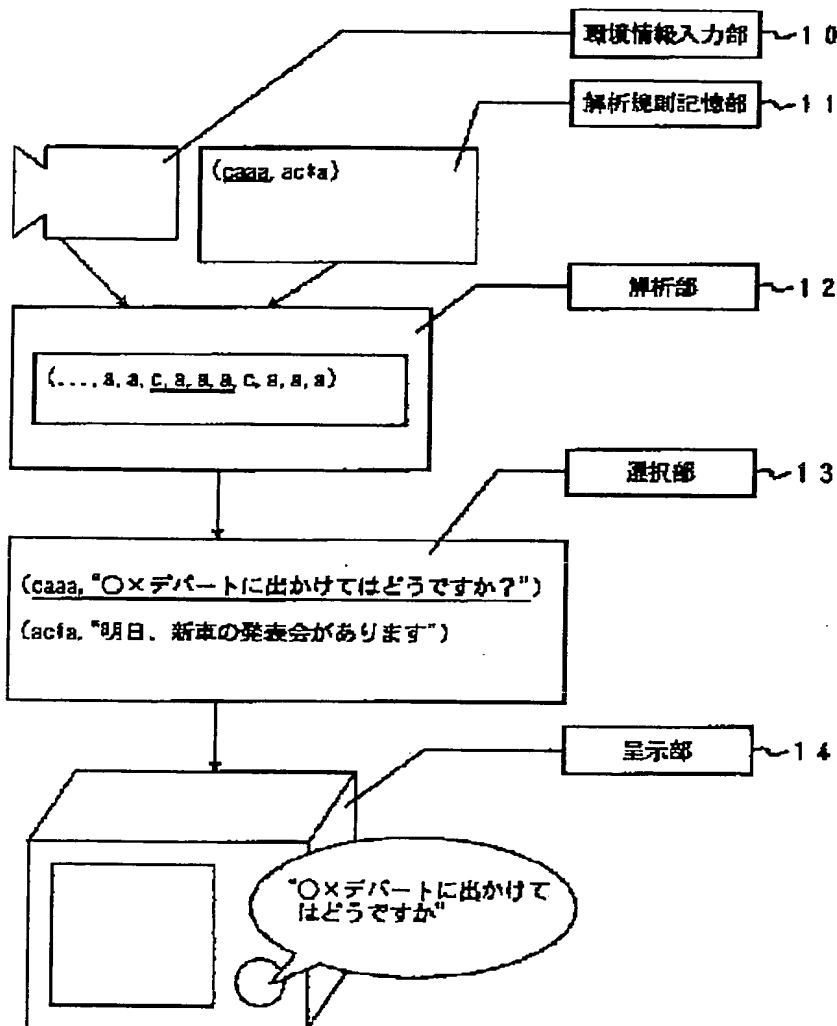 環境情報入力部 ~10
解析規則記憶部 ~11
(caaa, ac*a)
解析部 ~12
(...., a, a, c, a, a, a, c, a, a, a)
選択部 ~13
(caaa, "○×デパートに出かけてはどうですか?")
(ac*a, "明日、新車の発表会があります")
呈示部 ~14
"○×デパートに出かけて
はどうですか"